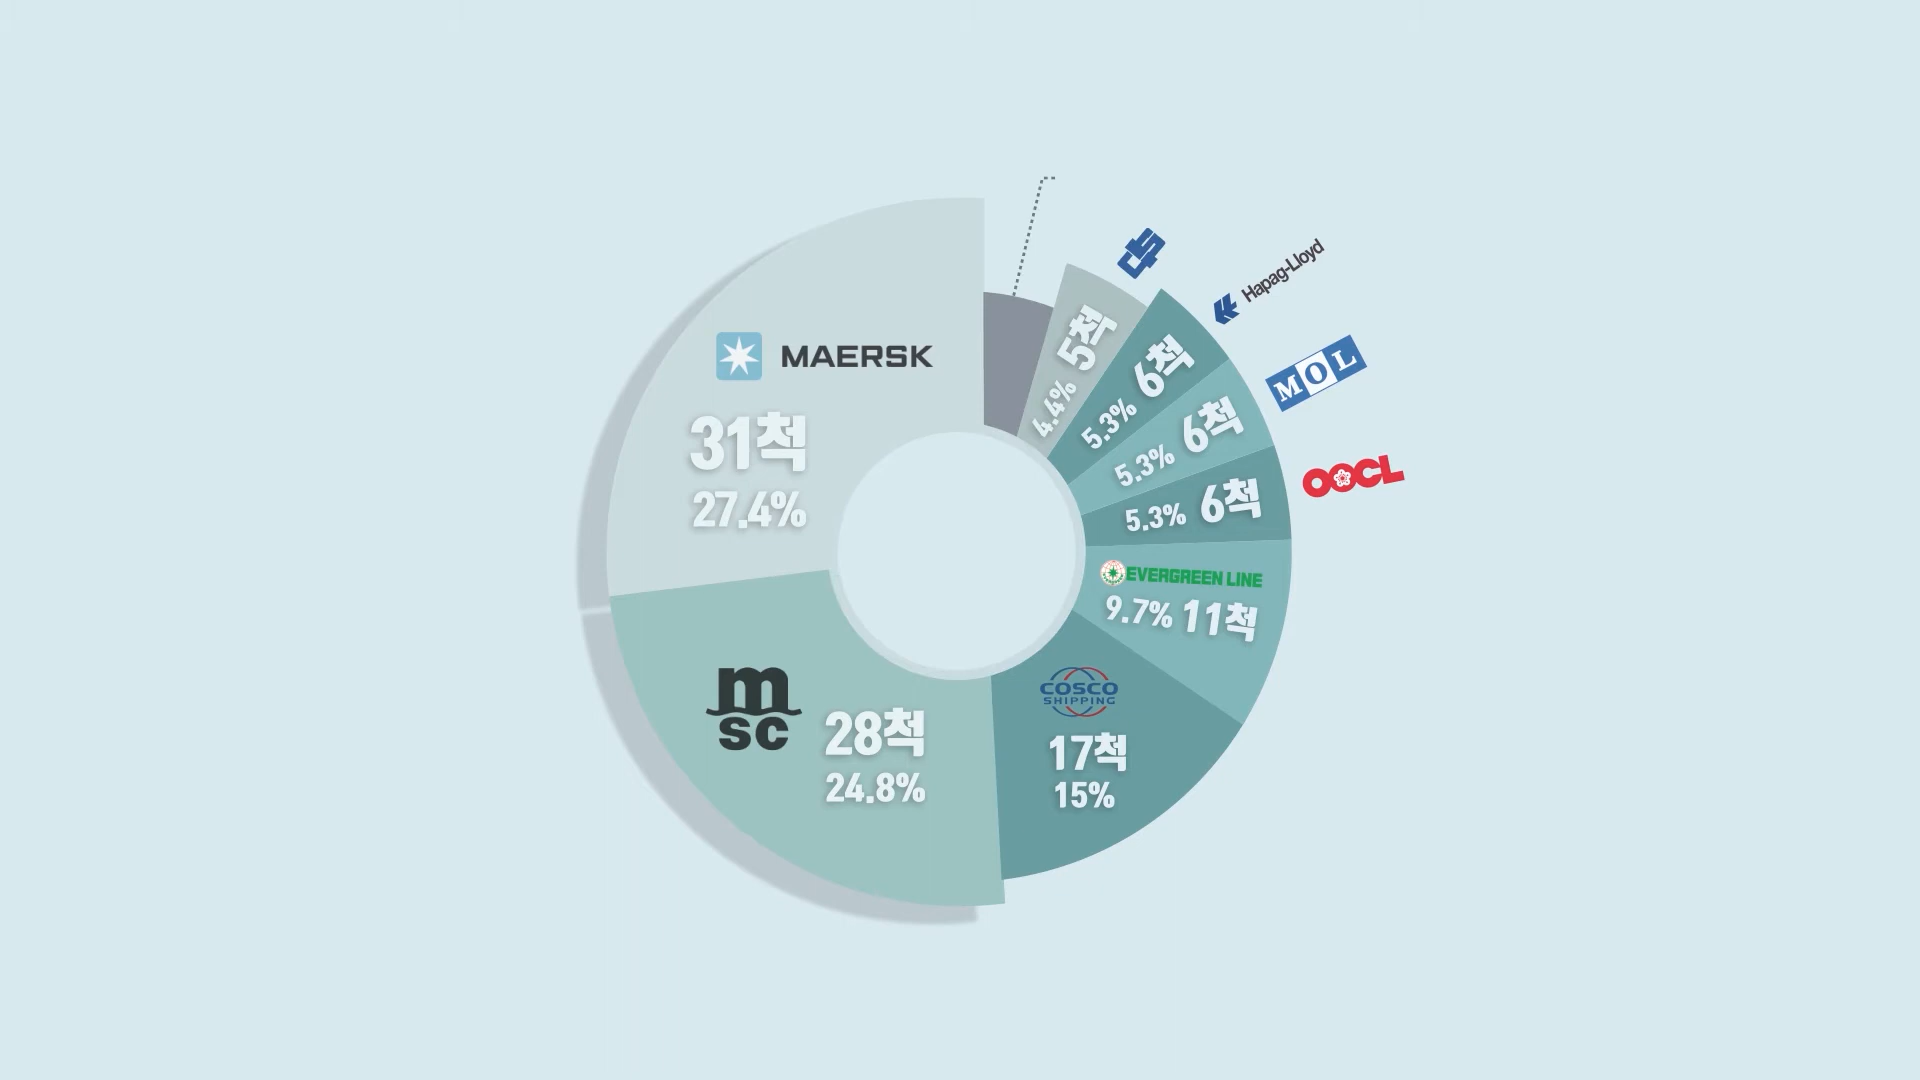 MAERSK
31척
27.4%
msc
28척
24.8%
COSCO
SHIPPING
17척
15%
EVERGREEN LINE
9.7% 11척
OOCL
5.3% 6척
MOL
5.3% 6척
Hapag-Lloyd
5.3% 6척
4.4% 5척